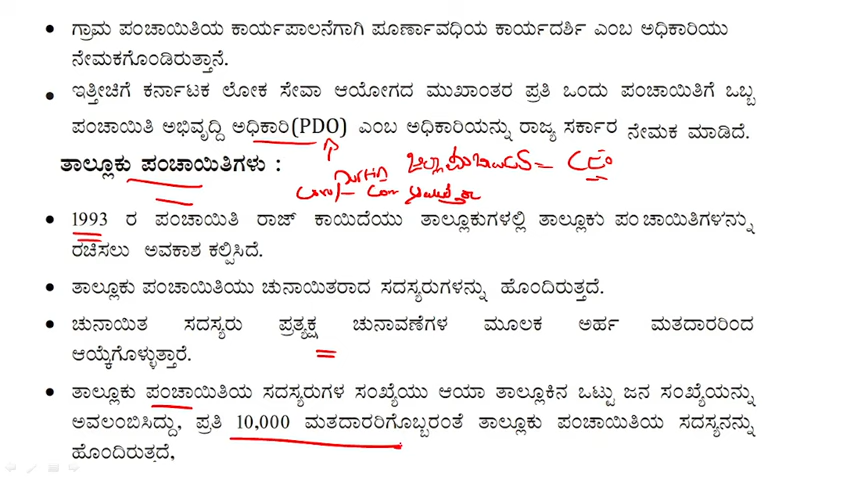 • ಗ್ರಾಮ ಪಂಚಾಯಿತಿಯ ಕಾರ್ಯಪಾಲನೆಗಾಗಿ ಪೂರ್ಣಾವಧಿಯ ಕಾರ್ಯದರ್ಶಿ ಎಂಬ ಅಧಿಕಾರಿಯು
ನೇಮಕಗೊಂಡಿರುತ್ತಾನೆ.
• ಇತ್ತೀಚಿಗೆ ಕರ್ನಾಟಕ ಲೋಕ ಸೇವಾ ಆಯೋಗದ ಮುಖಾಂತರ ಪ್ರತಿ ಒಂದು ಪಂಚಾಯಿತಿಗೆ ಒಬ್ಬ
ಪಂಚಾಯಿತಿ ಅಭಿವೃದ್ದಿ ಅಧಿಕಾರಿ(PDO) ಎಂಬ ಅಧಿಕಾರಿಯನ್ನು ರಾಜ್ಯ ಸರ್ಕಾರ ನೇಮಕ ಮಾಡಿದೆ.
ತಾಲ್ಲೂಕು ಪಂಚಾಯಿತಿಗಳು :
= CEO
• 1993 ರ ಪಂಚಾಯಿತಿ ರಾಜ್ ಕಾಯಿದೆಯು ತಾಲ್ಲೂಕುಗಳಲ್ಲಿ ತಾಲ್ಲೂಕು ಪಂಚಾಯಿತಿಗಳನ್ನು
ರಚಿಸಲು ಅವಕಾಶ ಕಲ್ಪಿಸಿದೆ.
• ತಾಲ್ಲೂಕು ಪಂಚಾಯಿತಿಯು ಚುನಾಯಿತರಾದ ಸದಸ್ಯರುಗಳನ್ನು ಹೊಂದಿರುತ್ತದೆ.
• ಚುನಾಯಿತ ಸದಸ್ಯರು ಪ್ರತ್ಯಕ್ಷ ಚುನಾವಣೆಗಳ ಮೂಲಕ ಅರ್ಹ ಮತದಾರರಿಂದ
ಆಯ್ಕೆಗೊಳ್ಳುತ್ತಾರೆ.
• ತಾಲ್ಲೂಕು ಪಂಚಾಯಿತಿಯ ಸದಸ್ಯರುಗಳ ಸಂಖ್ಯೆಯು ಆಯಾ ತಾಲ್ಲೂಕಿನ ಒಟ್ಟು ಜನ ಸಂಖ್ಯೆಯನ್ನು
ಅವಲಂಬಿಸಿದ್ದು, ಪ್ರತಿ 10,000 ಮತದಾರರಿಗೊಬ್ಬರಂತೆ ತಾಲ್ಲೂಕು ಪಂಚಾಯಿತಿಯ ಸದಸ್ಯನನ್ನು
ಹೊಂದಿರುತ್ತದೆ,